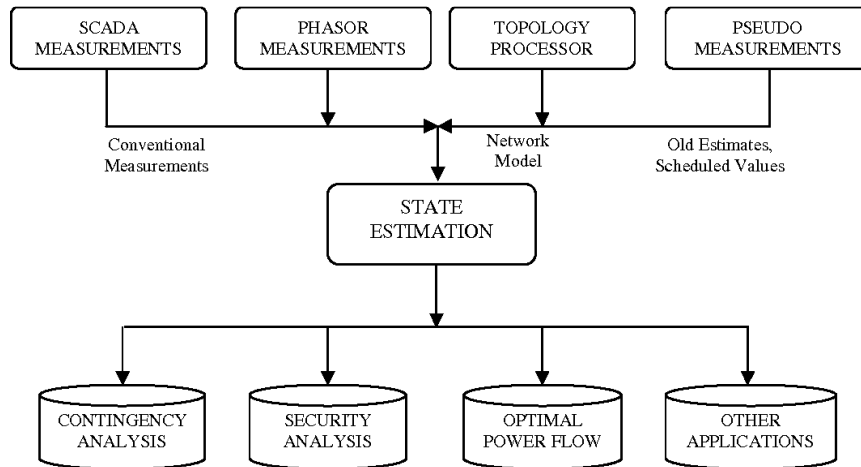 SCADA
MEASUREMENTS
PHASOR
MEASUREMENTS
TOPOLOGY
PROCESSOR
PSEUDO
MEASUREMENTS
Conventional
Measurements
Network
Model
Old Estimates,
Scheduled Values
STATE
ESTIMATION
CONTINGENCY
ANALYSIS
SECURITY
ANALYSIS
OPTIMAL
POWER FLOW
OTHER
APPLICATIONS